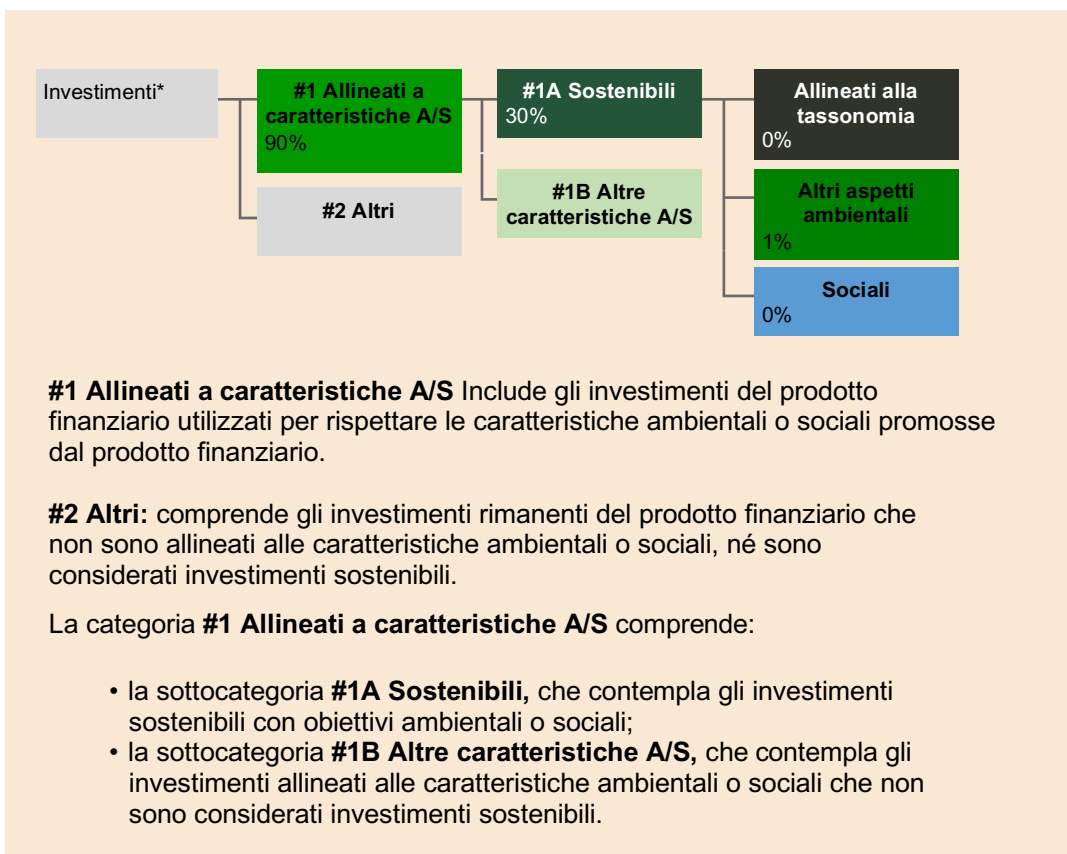 Investimenti*
#1 Allineati a
caratteristiche A/S
90%
#2 Altri
#1A Sostenibili
30%
#1B Altre
caratteristiche A/S
Allineati alla
tassonomia
0%
Altri aspetti
ambientali
1%
Sociali
0%
#1 Allineati a caratteristiche A/S Include gli investimenti del prodotto
finanziario utilizzati per rispettare le caratteristiche ambientali o sociali promosse
dal prodotto finanziario.
#2 Altri: comprende gli investimenti rimanenti del prodotto finanziario che
non sono allineati alle caratteristiche ambientali o sociali, né sono
considerati investimenti sostenibili.
La categoria #1 Allineati a caratteristiche A/S comprende:
• la sottocategoria #1A Sostenibili, che contempla gli investimenti
sostenibili con obiettivi ambientali o sociali;
• la sottocategoria #1B Altre caratteristiche A/S, che contempla gli
investimenti allineati alle caratteristiche ambientali o sociali che non
sono considerati investimenti sostenibili.